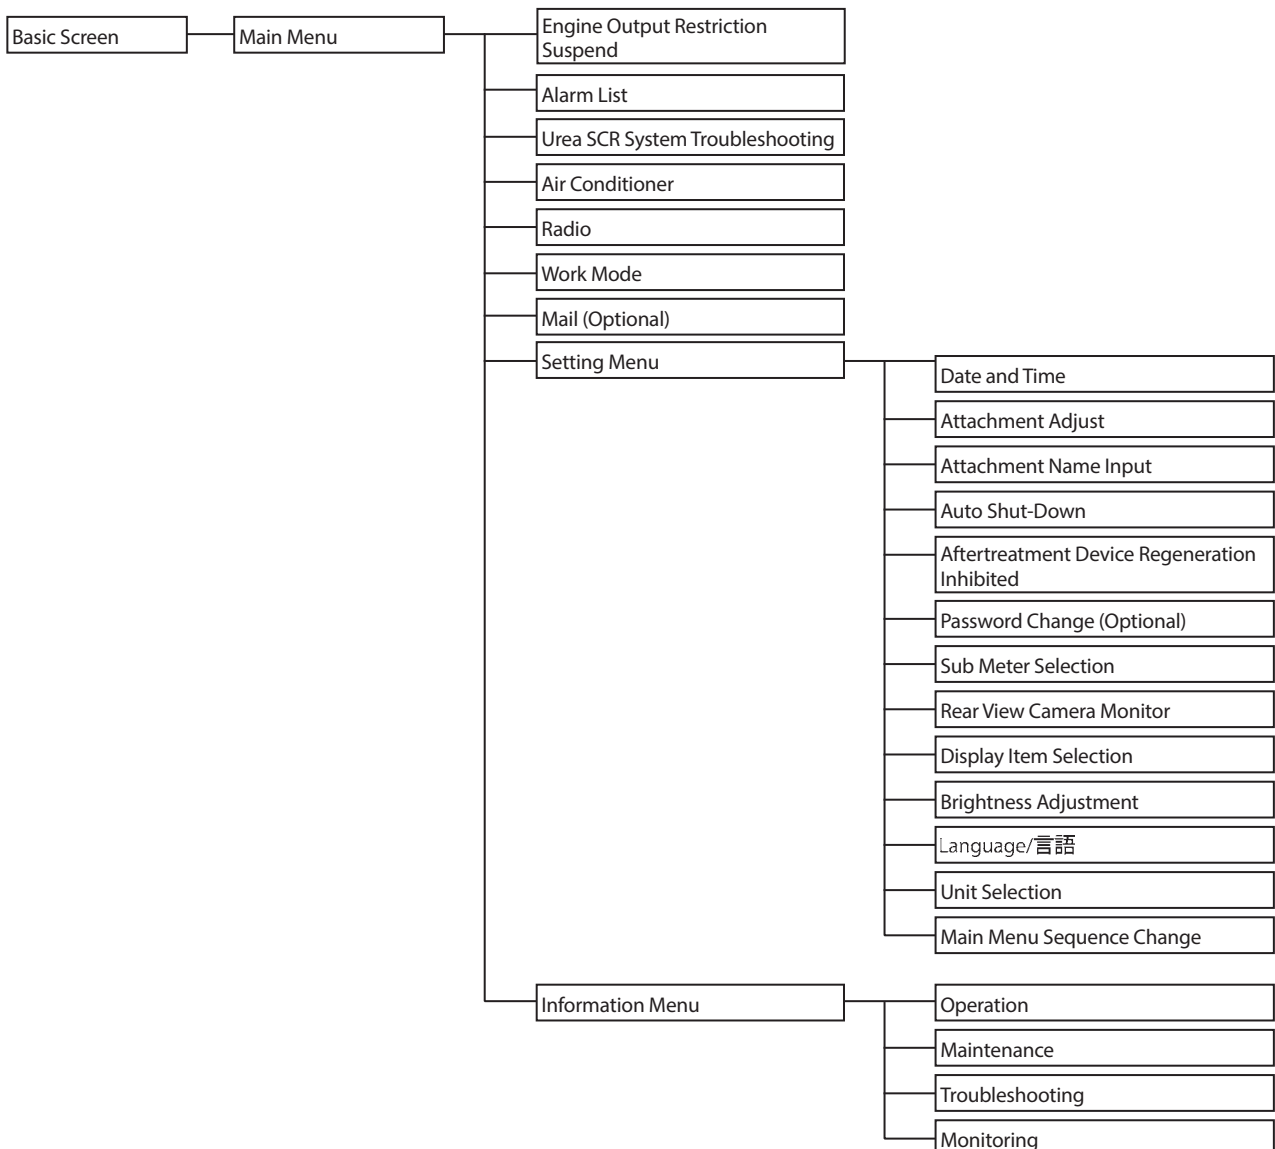 Basic Screen
Main Menu
Engine Output Restriction
Suspend
Alarm List
Urea SCR System Troubleshooting
Air Conditioner
Radio
Work Mode
Mail (Optional)
Setting Menu
Date and Time
Attachment Adjust
Attachment Name Input
Auto Shut-Down
Aftertreatment Device Regeneration
Inhibited
Password Change (Optional)
Sub Meter Selection
Rear View Camera Monitor
Display Item Selection
Brightness Adjustment
Language/言語
Unit Selection
Main Menu Sequence Change
Information Menu
Operation
Maintenance
Troubleshooting
Monitoring